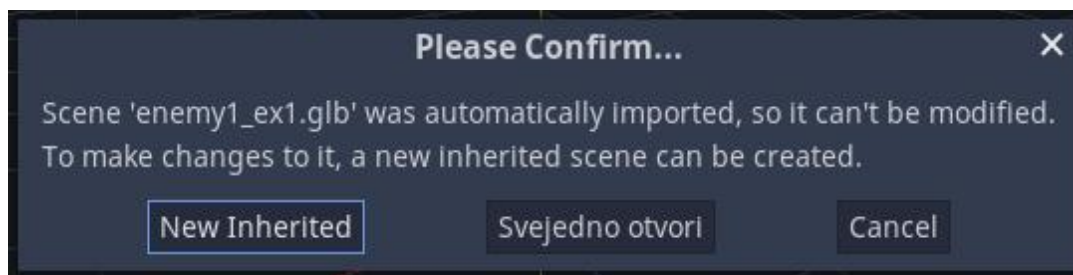 Please Confirm...
Scene 'enemy1_ex1.glb' was automatically imported, so it can't be modified.
To make changes to it, a new inherited scene can be created.
New Inherited Svejedno otvori Cancel